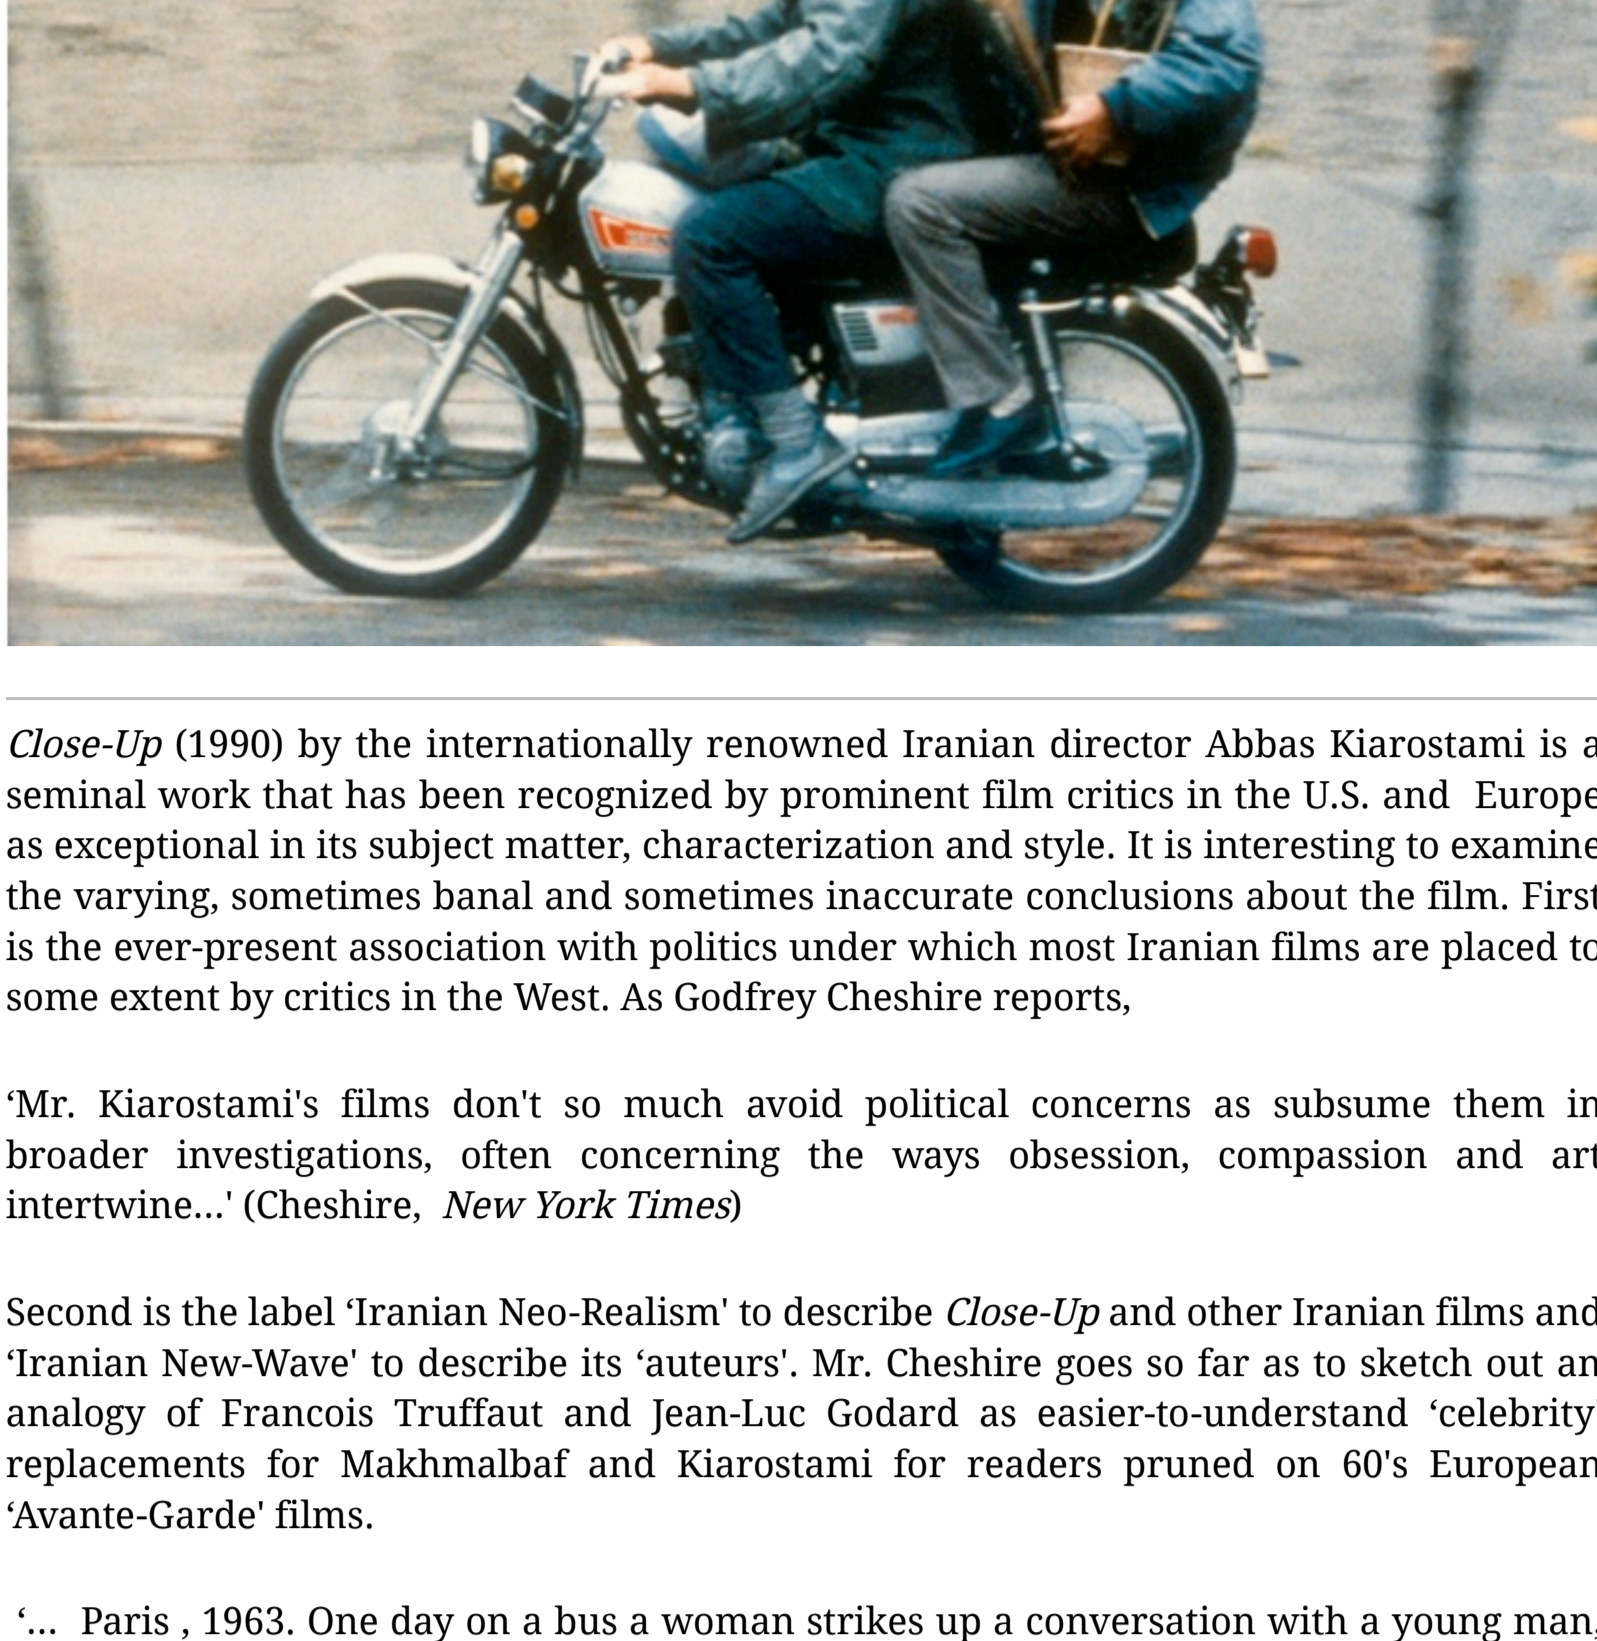 Close-Up (1990) by the internationally renowned Iranian director Abbas Kiarostami is a
seminal work that has been recognized by prominent film critics in the U.S. and  Europe
as exceptional in its subject matter, characterization and style. It is interesting to examine
the varying, sometimes banal and sometimes inaccurate conclusions about the film. First
is the ever-present association with politics under which most Iranian films are placed to
some extent by critics in the West. As Godfrey Cheshire reports,
‘Mr. Kiarostami's films don't so much avoid political concerns as subsume them in
broader investigations, often concerning the ways obsession, compassion and art
intertwine...' (Cheshire,  New York Times)
Second is the label ‘Iranian Neo-Realism' to describe Close-Up and other Iranian films and
‘Iranian New-Wave' to describe its ‘auteurs'. Mr. Cheshire goes so far as to sketch out an
analogy of Francois Truffaut and Jean-Luc Godard as easier-to-understand ‘celebrity'
replacements for Makhmalbaf and Kiarostami for readers pruned on 60's European
‘Avante-Garde' films.
‘...  Paris , 1963. One day on a bus a woman strikes up a conversation with a young man,